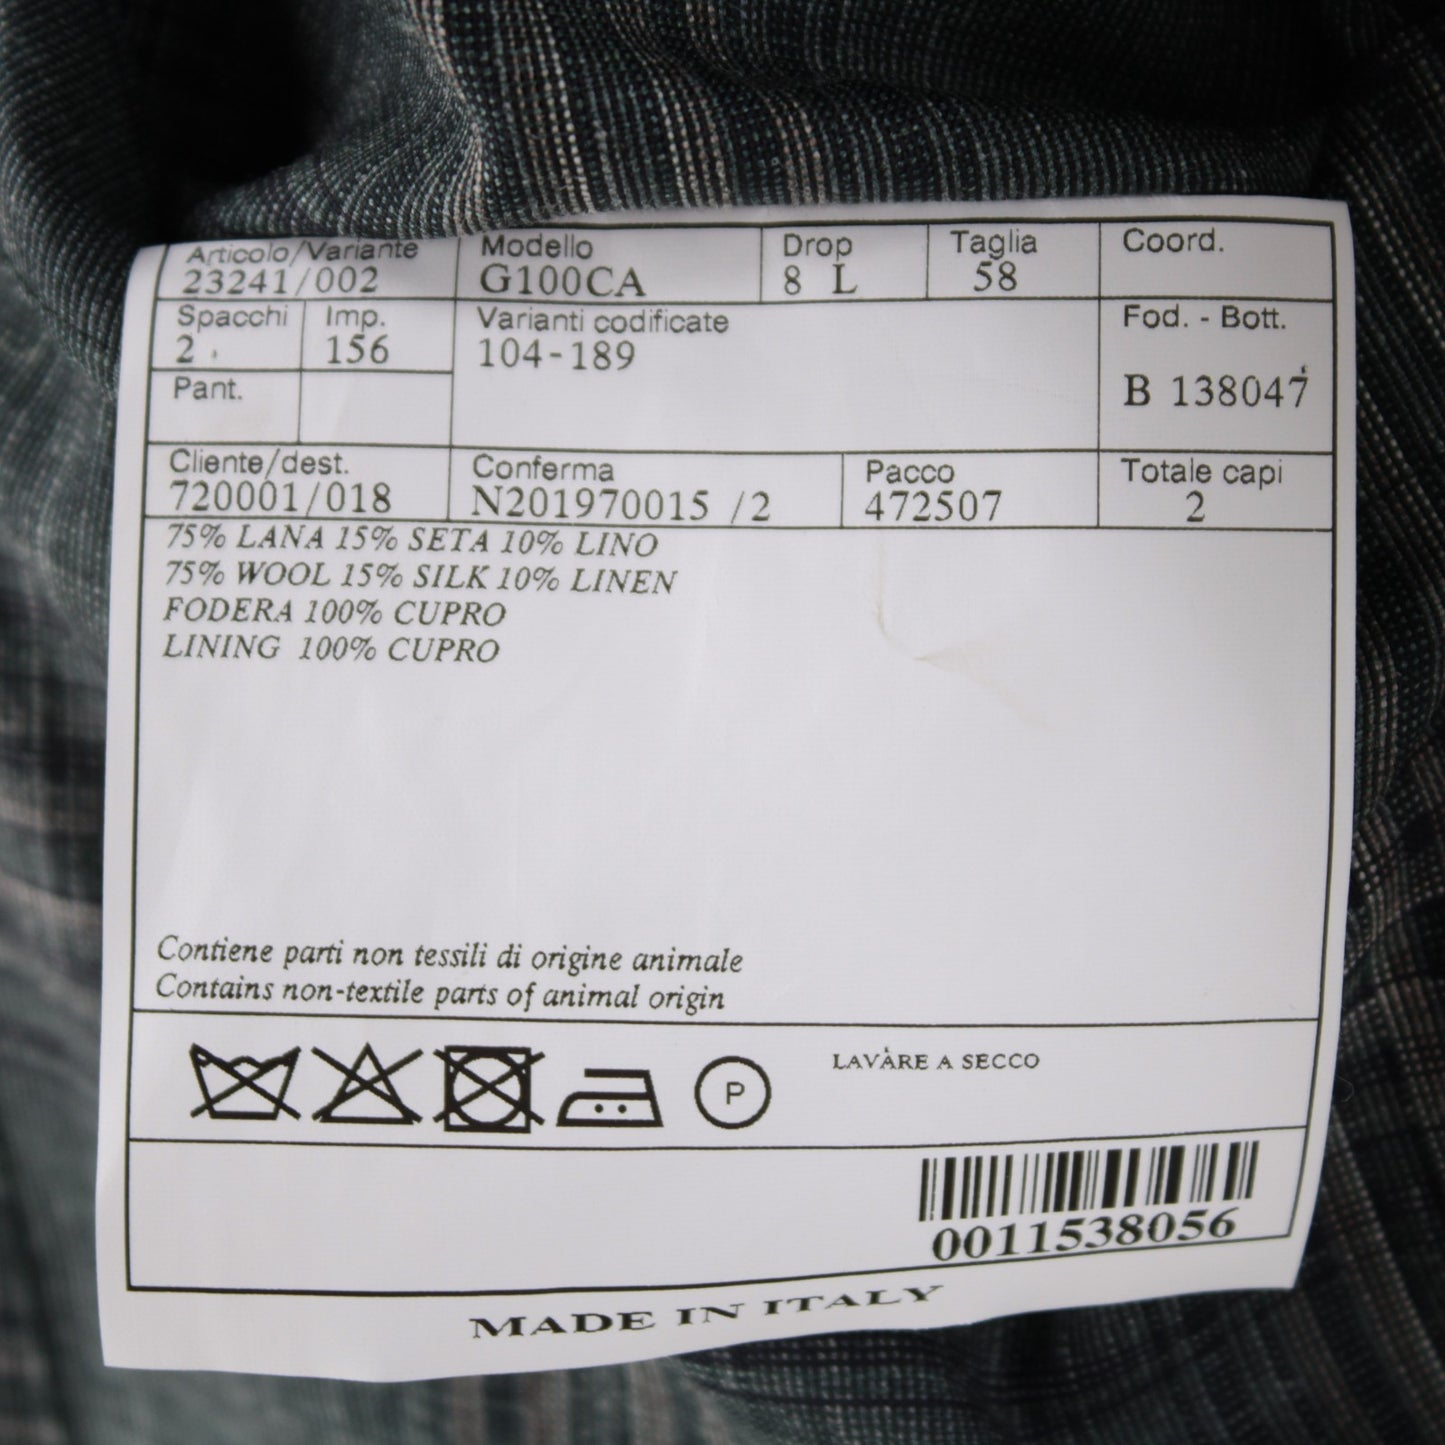 Articolo/Variante Modello Drop Taglia Coord.
23241/002 G100CA 8 L 58
Spacchi Imp. Varianti codificate Fod. - Bott.
2 156 104-189
B 138047
Pant.
Cliente/dest. Conferma Pacco Totale capi
720001/018 N201970015 /2 472507 2
75% LANA 15% SETA 10% LINO
75% WOOL 15% SILK 10% LINEN
FODERA 100% CUPRO
LINING 100% CUPRO
Contiene parti non tessili di origine animale
Contains non-textile parts of animal origin
P LAVARE A SECCO
0011538056
MADE IN ITALY